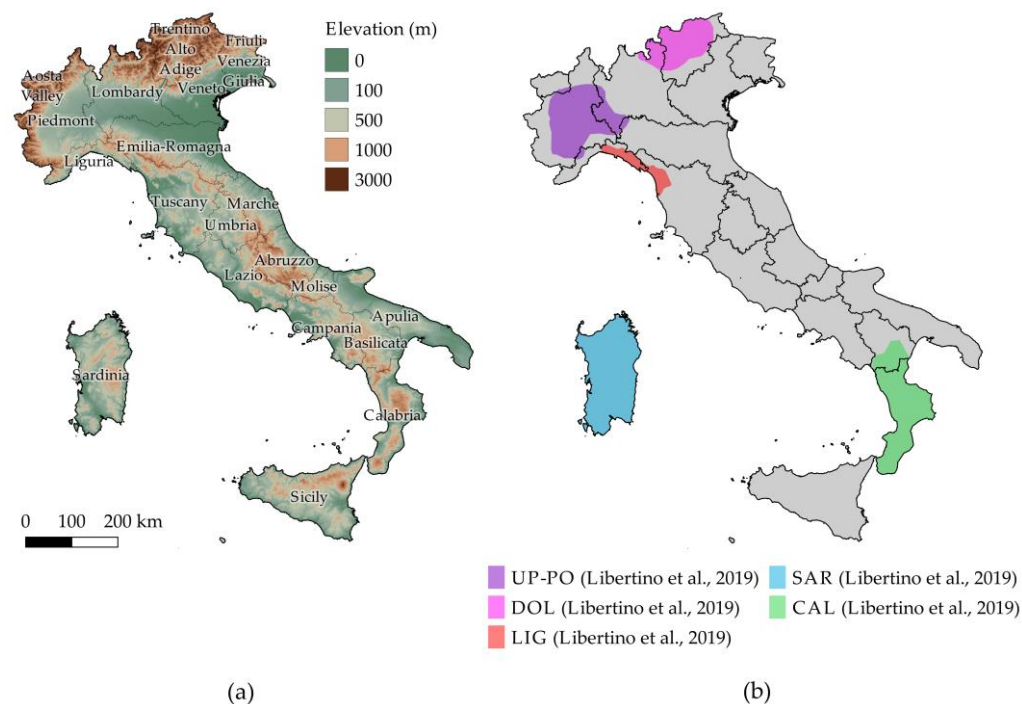 Elevation (m)
0
100
500
1000
3000
Trentino
Alto
Adige
Friuli
Venezia
Giulia
Aosta
Valley
Lombardy
Veneto
Piedmont
Emilia-Romagna
Liguria
Tuscany
Marche
Umbria
Abruzzo
Lazio
Molise
Apulia
Campania
Basilicata
Sardinia
Calabria
Sicily
0 100 200 km
UP-PO (Libertino et al., 2019)
DOL (Libertino et al., 2019)
LIG (Libertino et al., 2019)
SAR (Libertino et al., 2019)
CAL (Libertino et al., 2019)
(a)
(b)